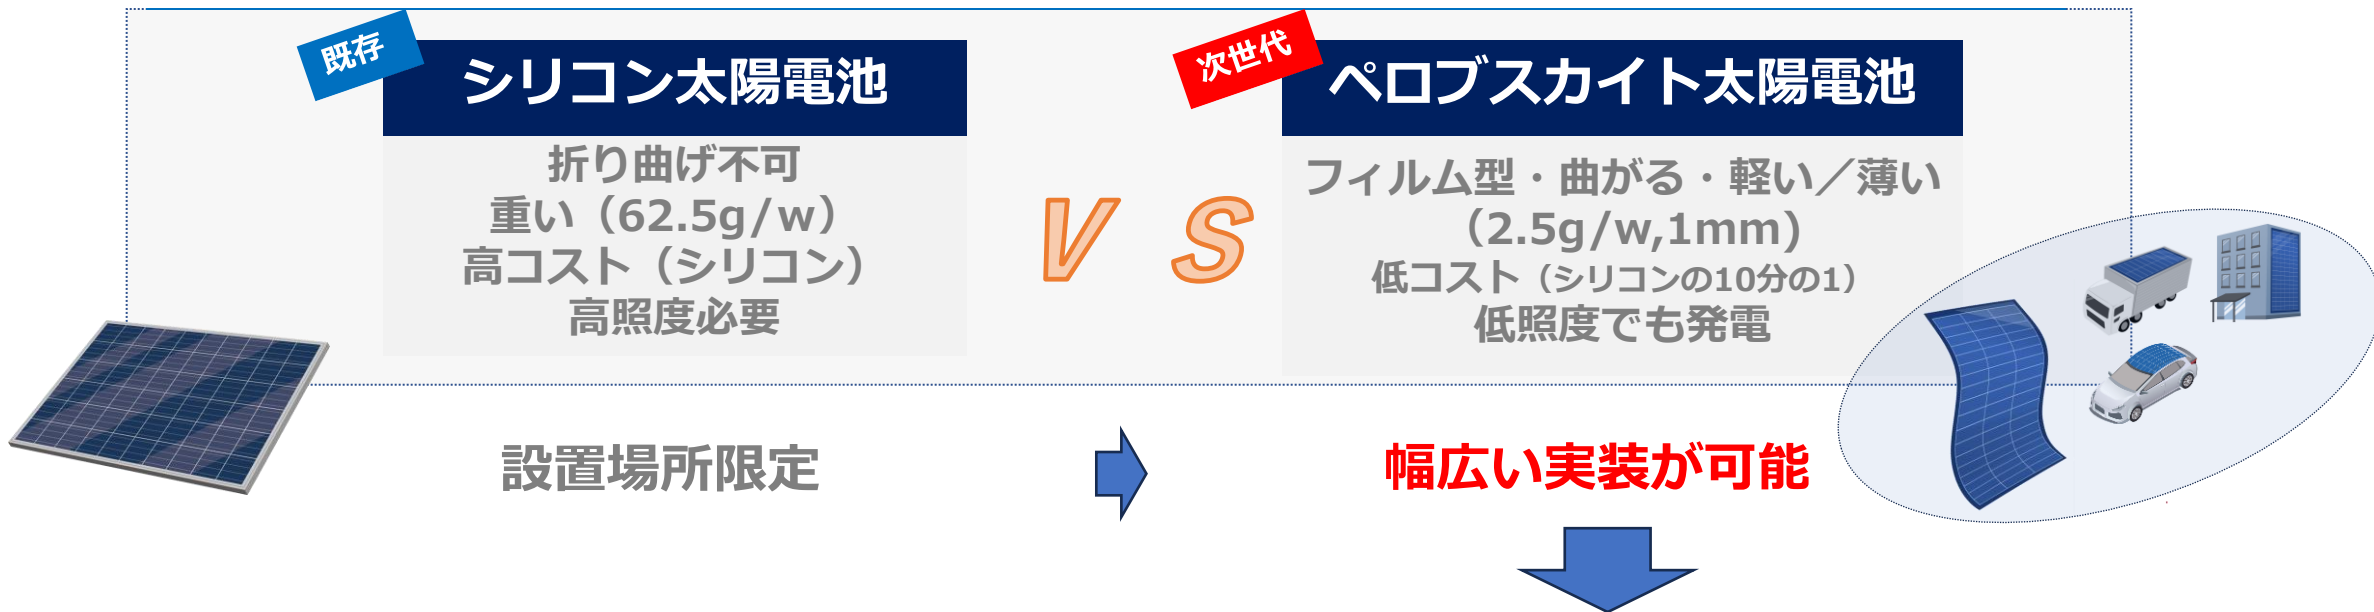 既存
シリコン太陽電池
折り曲げ不可
重い（62.5g/w）
高コスト（シリコン）
高照度必要
V S
次世代
ペロブスカイト太陽電池
フィルム型・曲がる・軽い／薄い
（2.5g/w,1mm)
低コスト（シリコンの10分の1）
低照度でも発電
設置場所限定
幅広い実装が可能